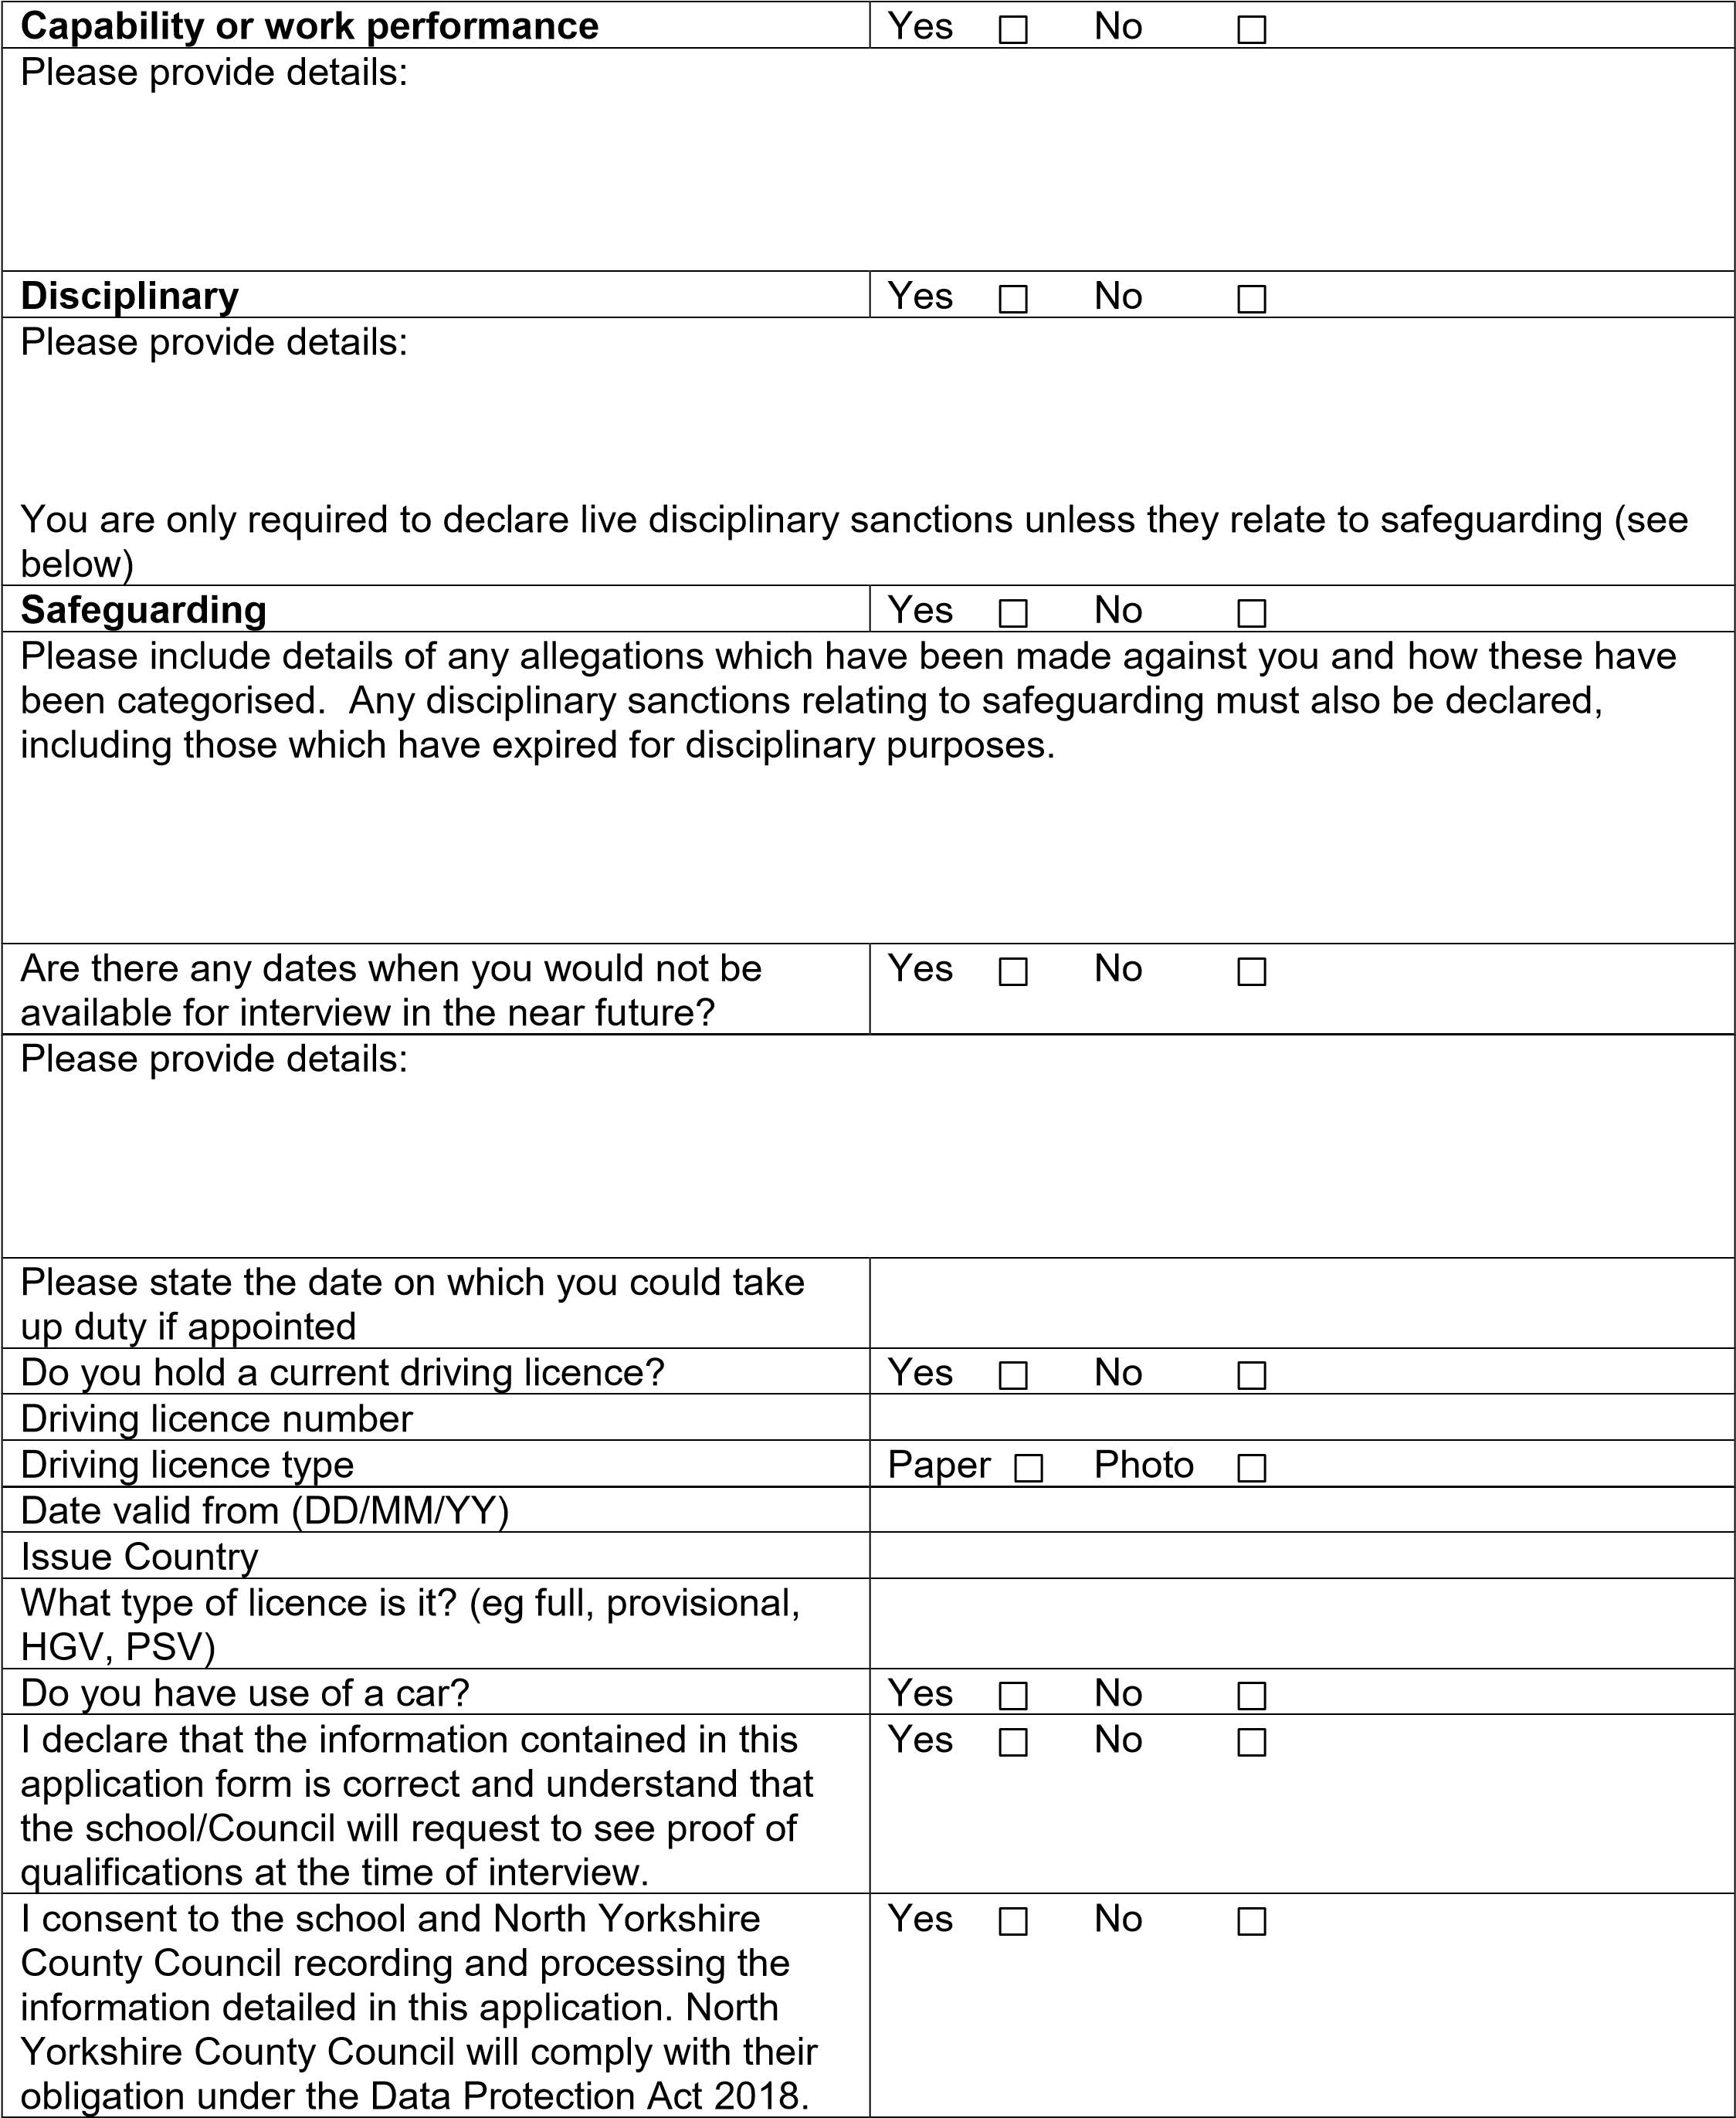 Capability or work performance Yes ☐ No ☐
Please provide details:
Disciplinary Yes ☐ No ☐
Please provide details:
You are only required to declare live disciplinary sanctions unless they relate to safeguarding (see
below)
Safeguarding Yes ☐ No ☐
Please include details of any allegations which have been made against you and how these have
been categorised.  Any disciplinary sanctions relating to safeguarding must also be declared,
including those which have expired for disciplinary purposes.
Are there any dates when you would not be Yes ☐ No ☐
available for interview in the near future?
Please provide details:
Please state the date on which you could take
up duty if appointed
Do you hold a current driving licence? Yes ☐ No ☐
Driving licence number
Driving licence type Paper ☐ Photo ☐
Date valid from (DD/MM/YY)
Issue Country
What type of licence is it? (eg full, provisional,
HGV, PSV)
Do you have use of a car? Yes ☐ No ☐
I declare that the information contained in this Yes ☐ No ☐
application form is correct and understand that
the school/Council will request to see proof of
qualifications at the time of interview.
I consent to the school and North Yorkshire Yes ☐ No ☐
County Council recording and processing the
information detailed in this application. North
Yorkshire County Council will comply with their
obligation under the Data Protection Act 2018.